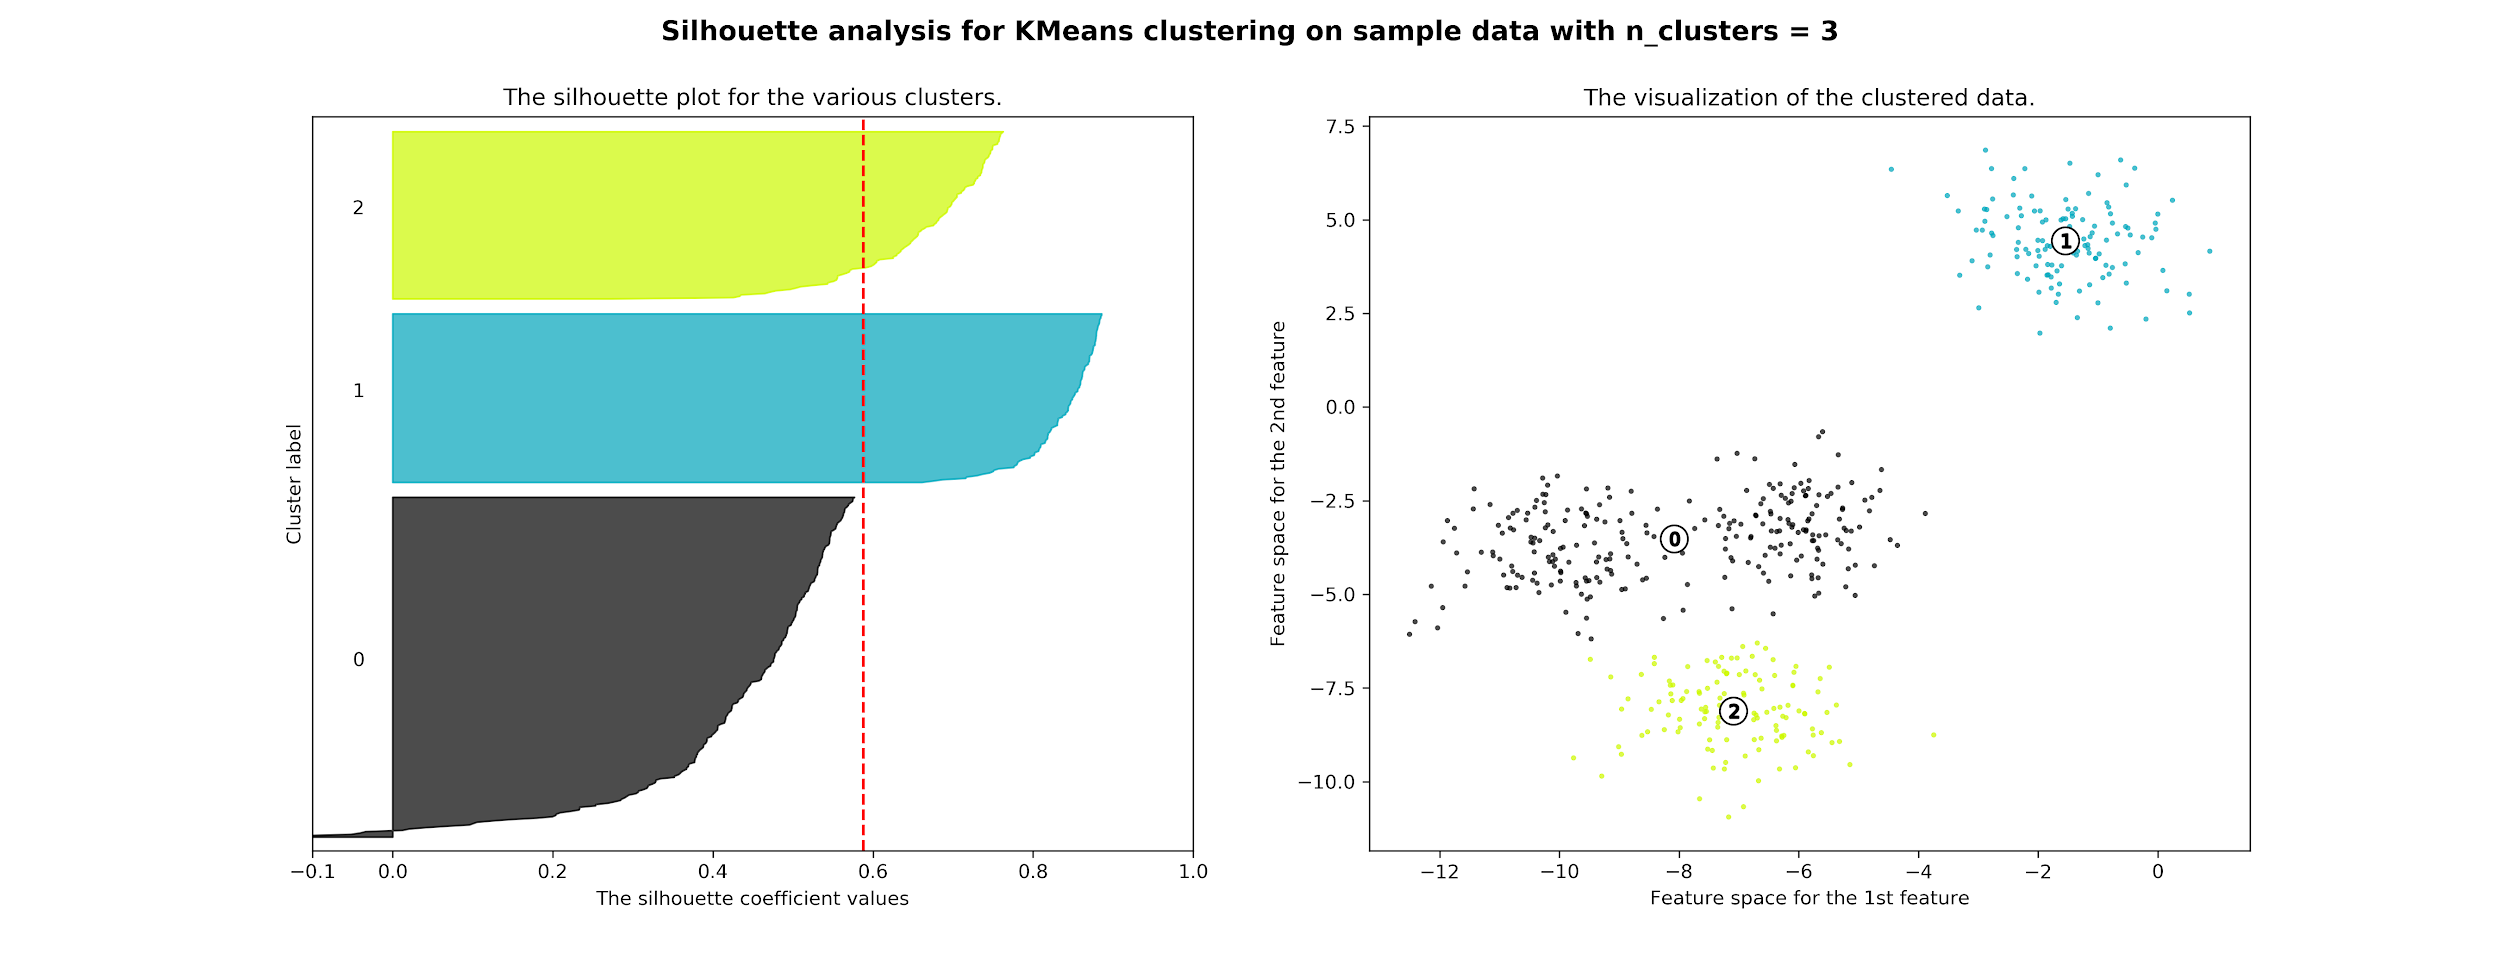 Silhouette analysis for KMeans clustering on sample data with n_clusters = 3
The silhouette plot for the various clusters.
2
1
0
Cluster label
−0.1 0.0 0.2 0.4 0.6 0.8 1.0
The silhouette coefficient values
The visualization of the clustered data.
7.5
5.0
2.5
0.0
−2.5
−5.0
−7.5
−10.0
Feature space for the 2nd feature
1
0
2
−12 −10 −8 −6 −4 −2 0
Feature space for the 1st feature